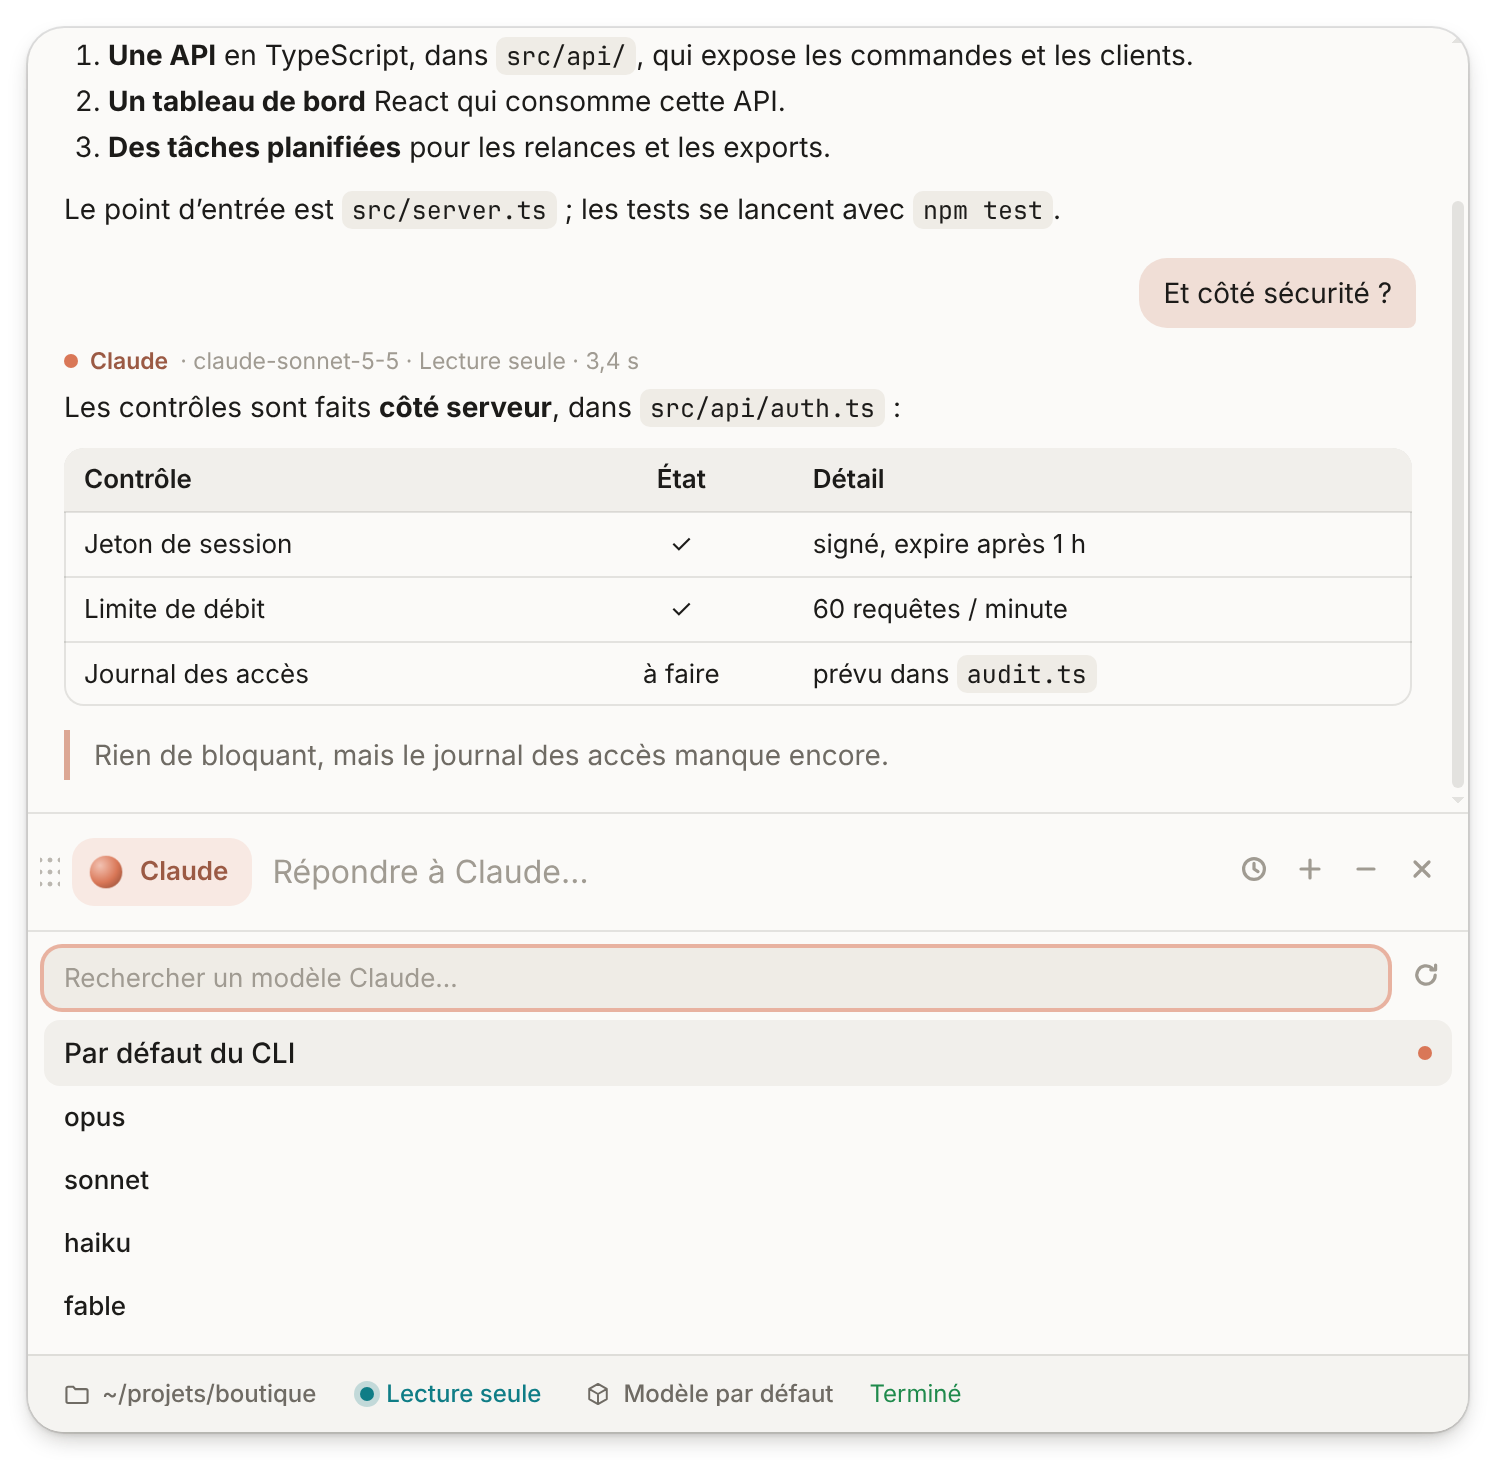 1. Une API en TypeScript, dans src/api/, qui expose les commandes et les clients.
2. Un tableau de bord React qui consomme cette API.
3. Des tâches planifiées pour les relances et les exports.
Le point d’entrée est src/server.ts ; les tests se lancent avec npm test.
Et côté sécurité ?
Claude · claude-sonnet-5-5 · Lecture seule · 3,4 s
Les contrôles sont faits côté serveur, dans src/api/auth.ts :
Contrôle État Détail
Jeton de session ✓ signé, expire après 1 h
Limite de débit ✓ 60 requêtes / minute
Journal des accès à faire prévu dans audit.ts
Rien de bloquant, mais le journal des accès manque encore.
Claude Répondre à Claude…
Rechercher un modèle Claude…
Par défaut du CLI
opus
sonnet
haiku
fable
~/projets/boutique Lecture seule Modèle par défaut Terminé